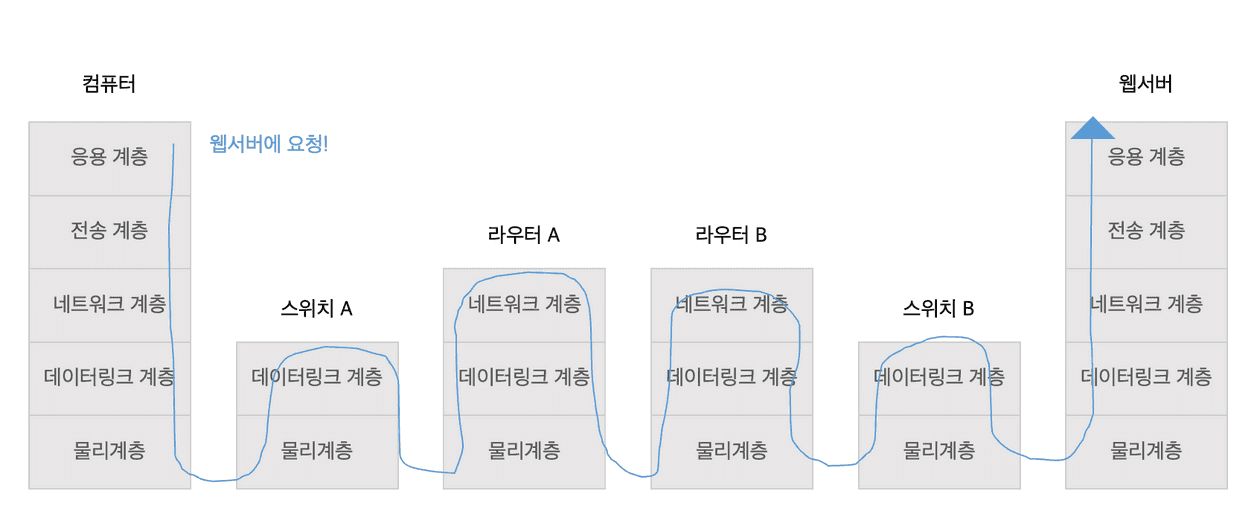 컴퓨터
응용 계층
전송 계층
네트워크 계층
데이터링크 계층
물리계층
웹서버에 요청!
스위치 A
데이터링크 계층
물리계층
라우터 A
네트워크 계층
데이터링크 계층
물리계층
라우터 B
네트워크 계층
데이터링크 계층
물리계층
스위치 B
데이터링크 계층
물리계층
웹서버
응용 계층
전송 계층
네트워크 계층
데이터링크 계층
물리계층